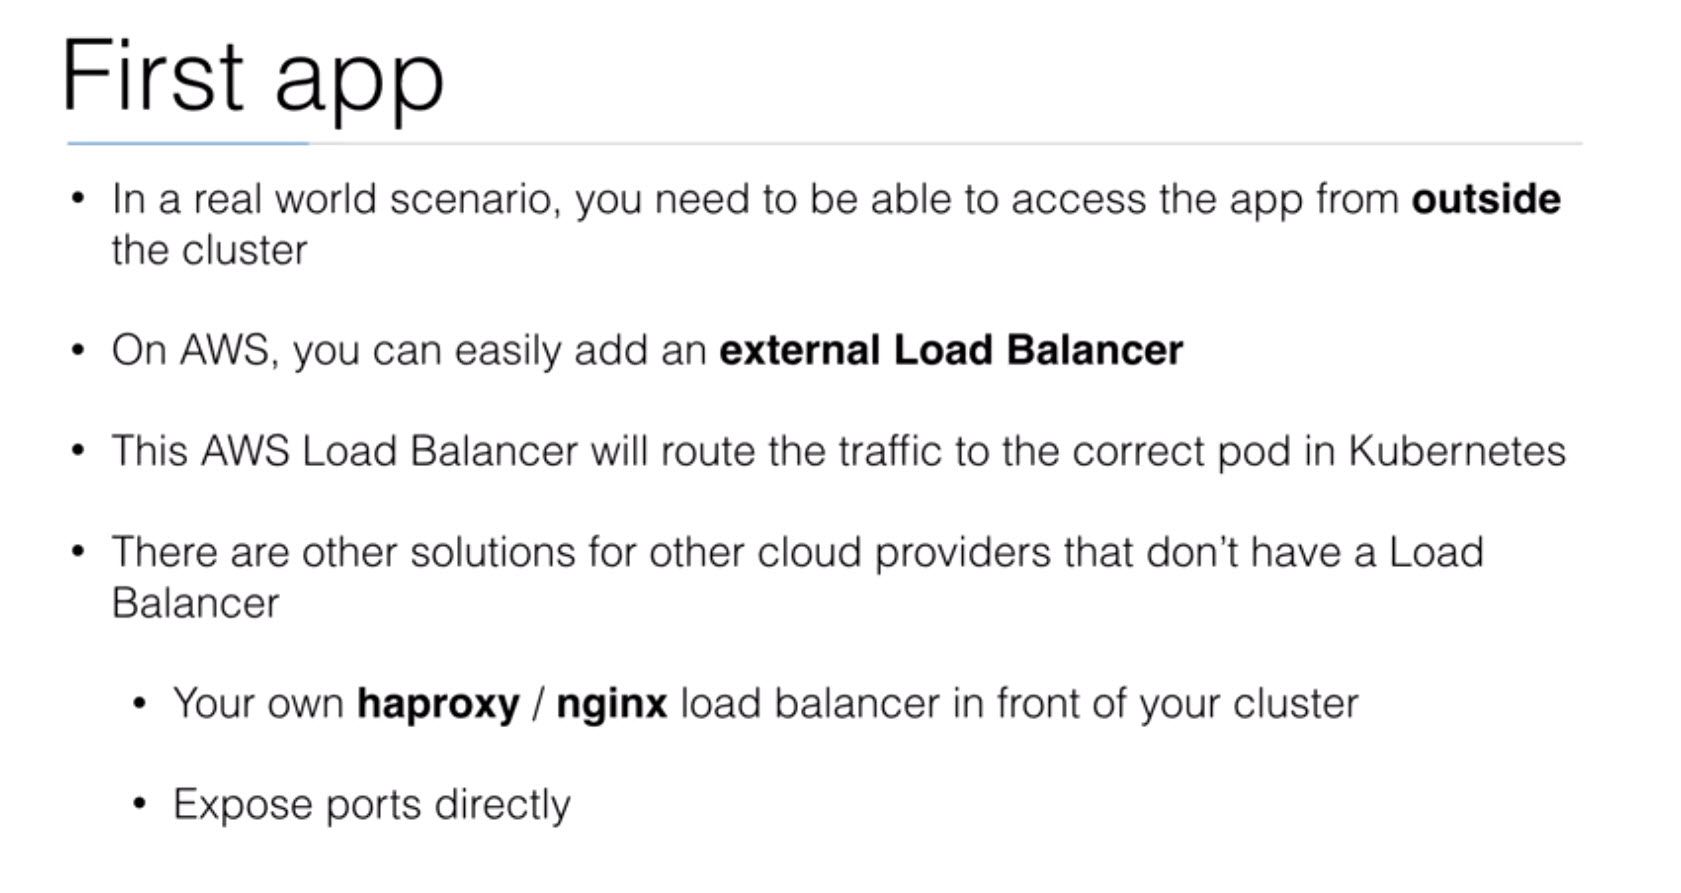 First app
• In a real world scenario, you need to be able to access the app from outside
the cluster
• On AWS, you can easily add an external Load Balancer
• This AWS Load Balancer will route the traffic to the correct pod in Kubernetes
• There are other solutions for other cloud providers that don’t have a Load
Balancer
• Your own haproxy / nginx load balancer in front of your cluster
• Expose ports directly